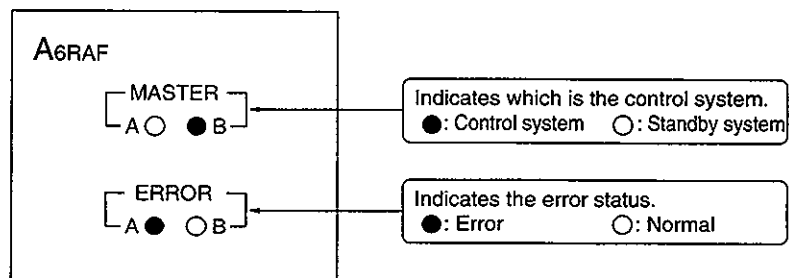 A6RAF
MASTER
A○ ●B
Indicates which is the control system.
●: Control system ○: Standby system
ERROR
A● ○B
Indicates the error status.
●: Error ○: Normal